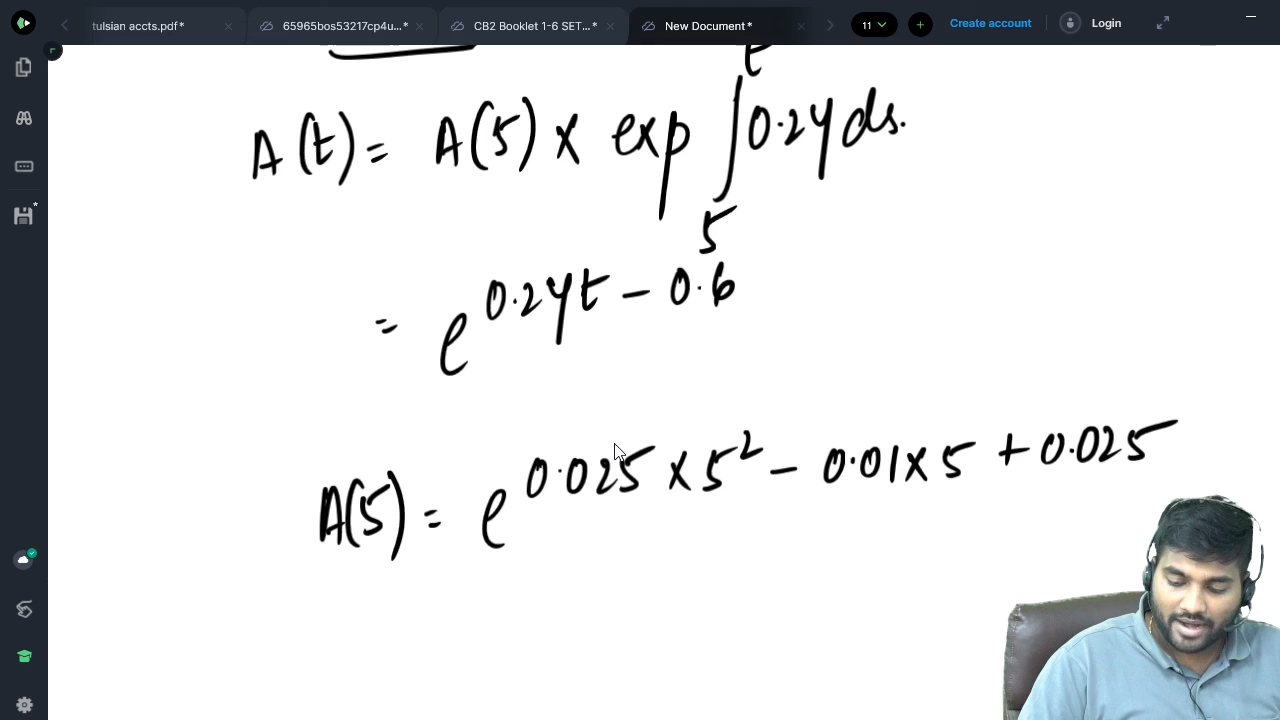 tulsian accts.pdf*
65965bos53217cp4u...*
CB2 Booklet 1-6 SET...*
New Document*
11
Create account
Login
t
A(t) = A(5) x exp ∫ 0.24 ds.
5
= e^0.24t - 0.6
A(5) = e^0.025 x 5^2 - 0.01 x 5 + 0.025